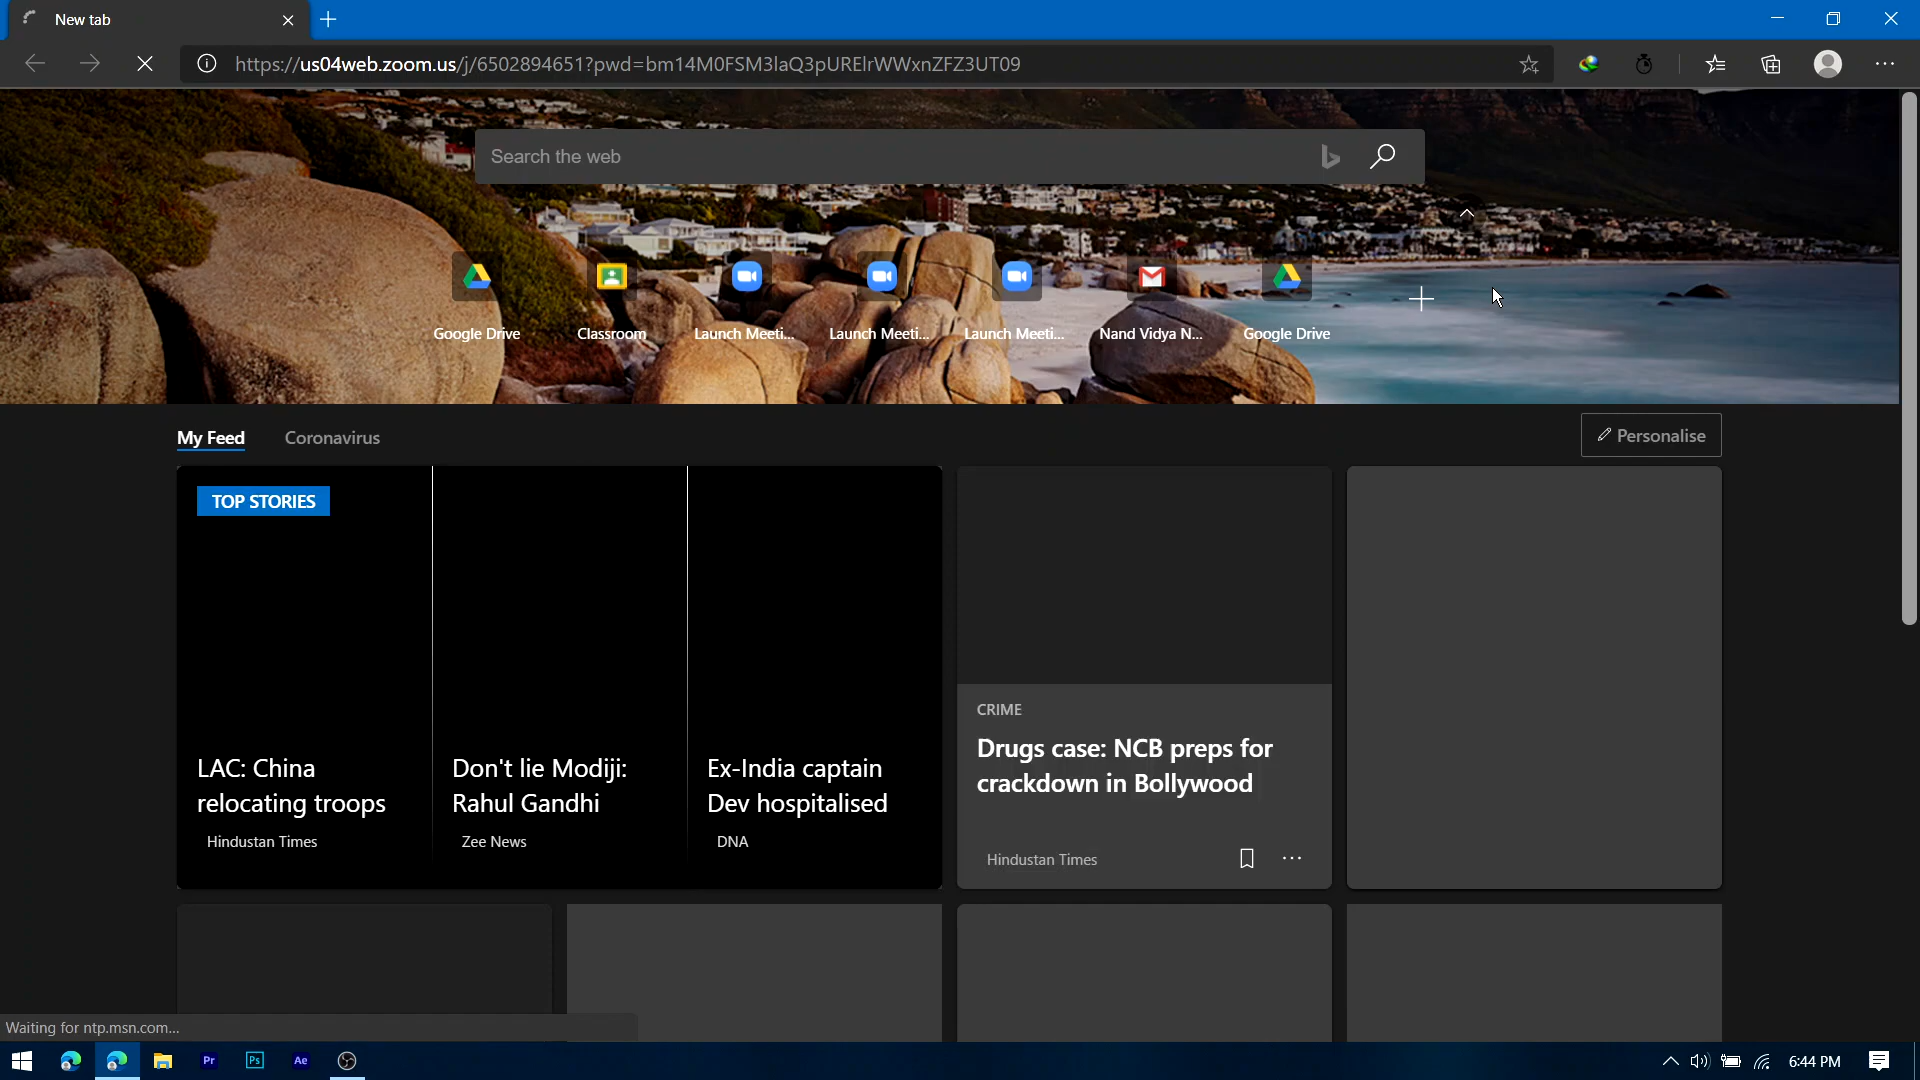 New tab
https://us04web.zoom.us/j/6502894651?pwd=bm14M0FSM3laQ3pURElrWWxnZFZ3UT09
Search the web
Google Drive
Classroom
Launch Meeti...
Launch Meeti...
Launch Meeti...
Nand Vidya N...
Google Drive
My Feed
Coronavirus
Personalise
TOP STORIES
LAC: China
relocating troops
Hindustan Times
Don't lie Modiji:
Rahul Gandhi
Zee News
Ex-India captain
Dev hospitalised
DNA
CRIME
Drugs case: NCB preps for
crackdown in Bollywood
Hindustan Times
Waiting for ntp.msn.com...
Pr
Ps
Ae
6:44 PM